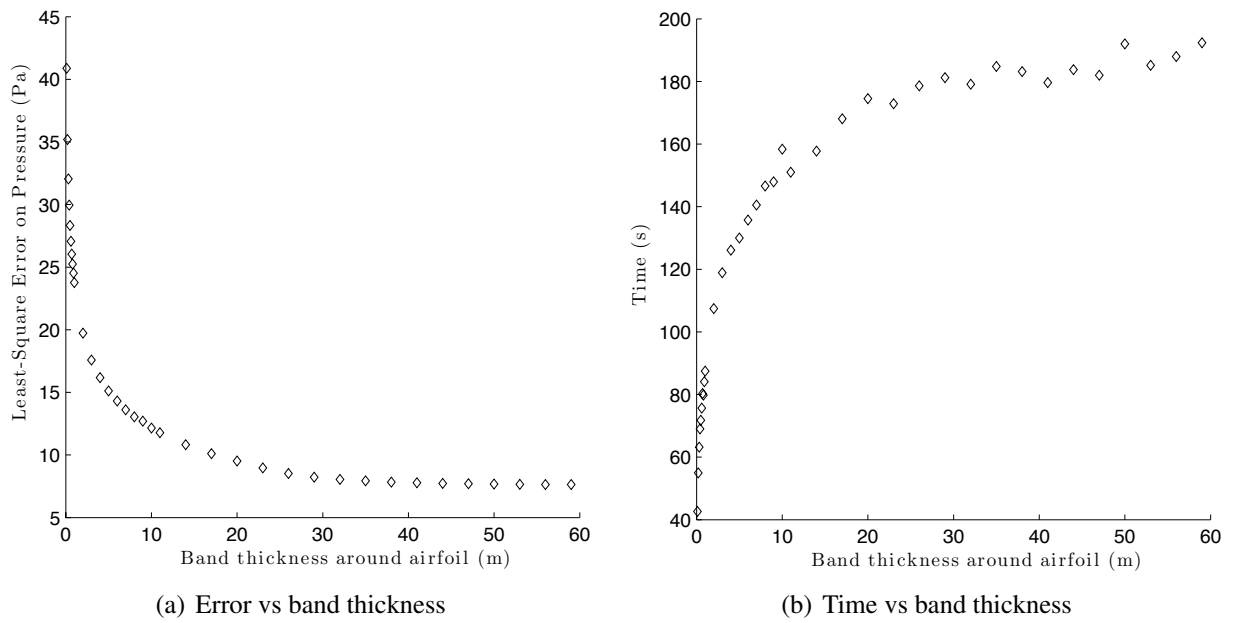 45
40
35
30
25
20
15
10
5
Least-Square Error on Pressure (Pa)
0 10 20 30 40 50 60
Band thickness around airfoil (m)
(a) Error vs band thickness
200
180
160
140
120
100
80
60
40
Time (s)
0 10 20 30 40 50 60
Band thickness around airfoil (m)
(b) Time vs band thickness